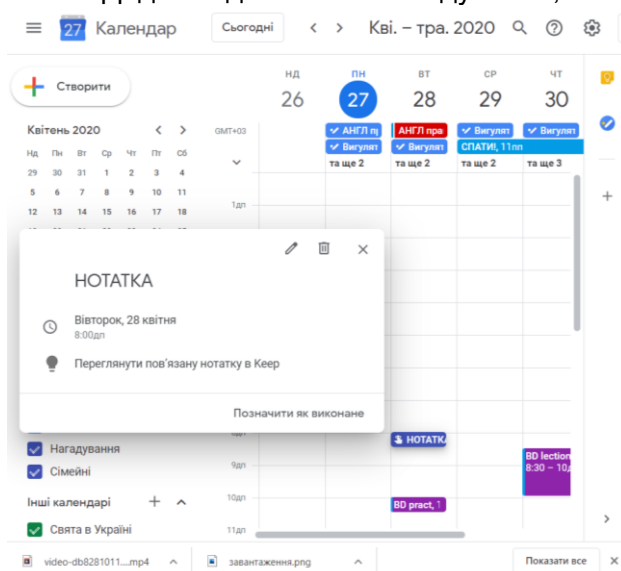 27 Календар Сьогодні < > Кві. – тра. 2020
Створити
НД ПН ВТ СР ЧТ
26 27 28 29 30
Квітень 2020 < >
GMT+03
АНГЛ пј АНГЛ пра Вигулят Вигулят
Вигулят Вигулят СПАТИ!, 11пп
та ще 2 та ще 2 та ще 2 та ще 3
Нд Пн Вт Ср Чт Пт Сб
29 30 31 1 2 3 4
5 6 7 8 9 10 11
12 13 14 15 16 17 18
1дп
НОТАТКА
Вівторок, 28 квітня
8:00дп
Переглянути пов’язану нотатку в Keep
Позначити як виконане
НОТАТК
Нагадування
Сімейні
9дп
BD lection
8:30 – 10
Інші календарі
10дп
BD pract, 1
Свята в Україні
11дп
video-db8281011....mp4
завантаження.png
Показати все